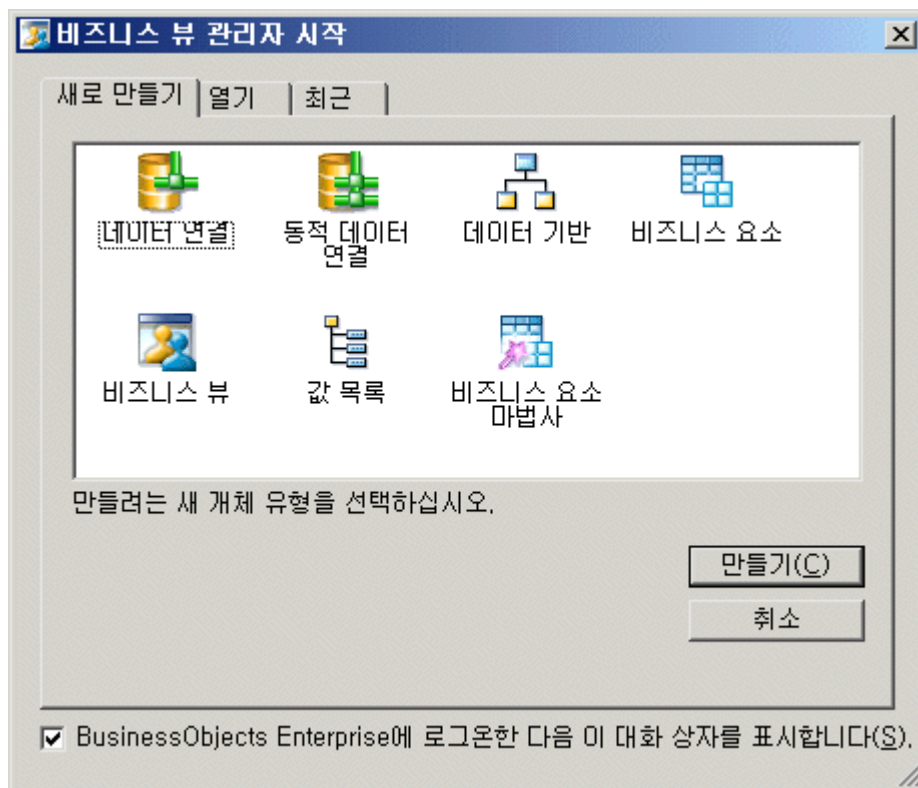 비즈니스 뷰 관리자 시작
새로 만들기 열기 최근
데이터 연결 동적 데이터 연결 데이터 기반 비즈니스 요소
비즈니스 뷰 값 목록 비즈니스 요소 마법사
만들려는 새 개체 유형을 선택하십시오.
만들기(C)
취소
BusinessObjects Enterprise에 로그온한 다음 이 대화 상자를 표시합니다(S).